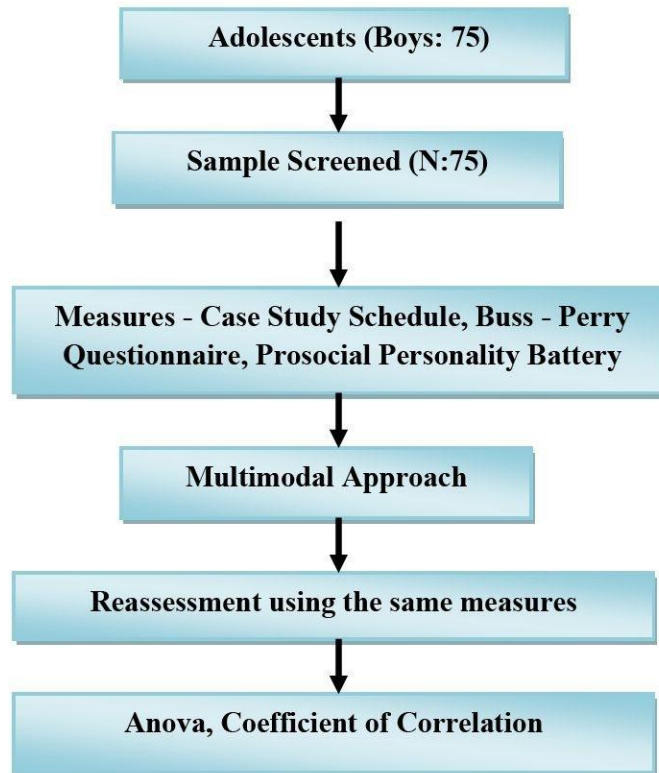 Adolescents (Boys: 75)
Sample Screened (N:75)
Measures - Case Study Schedule, Buss - Perry
Questionnaire, Prosocial Personality Battery
Multimodal Approach
Reassessment using the same measures
Anova, Coefficient of Correlation